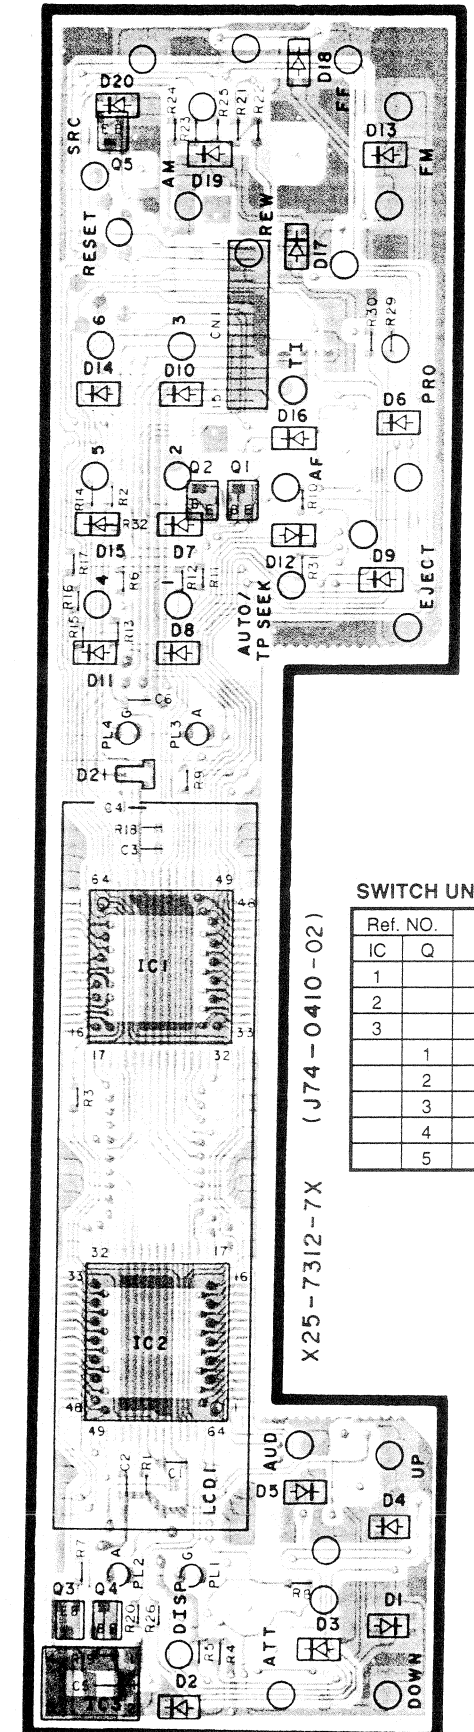 D20
D18
SRC
R24
R23
R25
R21
R22
FF
D13
Q5
AM
D19
FM
RESET
REW
D17
CN1
1
15
R30
R29
6
3
TI
D14
D10
D16
D6
PRO
5
2
Q2
Q1
AF
R14
R2
R10
R32
D15
D7
D12
R31
D9
R17
R16
R6
R12
R11
4
1
R15
R13
AUTO/
TP SEEK
EJECT
D11
D8
C6
PL4
G
PL3
A
D21
R9
C4
R18
C3
64
49
48
IC1
33
17
32
R3
SWITCH UN
Ref. NO.
IC Q
1
2
3
1
2
3
4
5
X25-7312-7X (J74-0410-02)
32
17
33
IC2
48
49
64
1
AUD
UP
C2
R1
C1
LCD1
D5
D4
R7
A
PL2
G
PL1
Q3
Q4
R20
R26
DISP
R8
D1
R5
R4
ATT
D3
C5
IC3
D2
DOWN